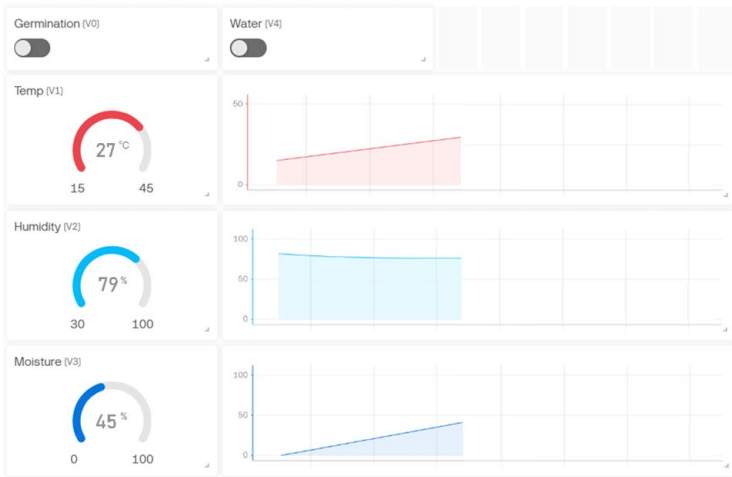 Germination (V0)
Water (V4)
Temp (V1)
27 °C
15 45
50
0
Humidity (V2)
79 %
30 100
100
50
0
Moisture (V3)
45 %
0 100
100
50
0